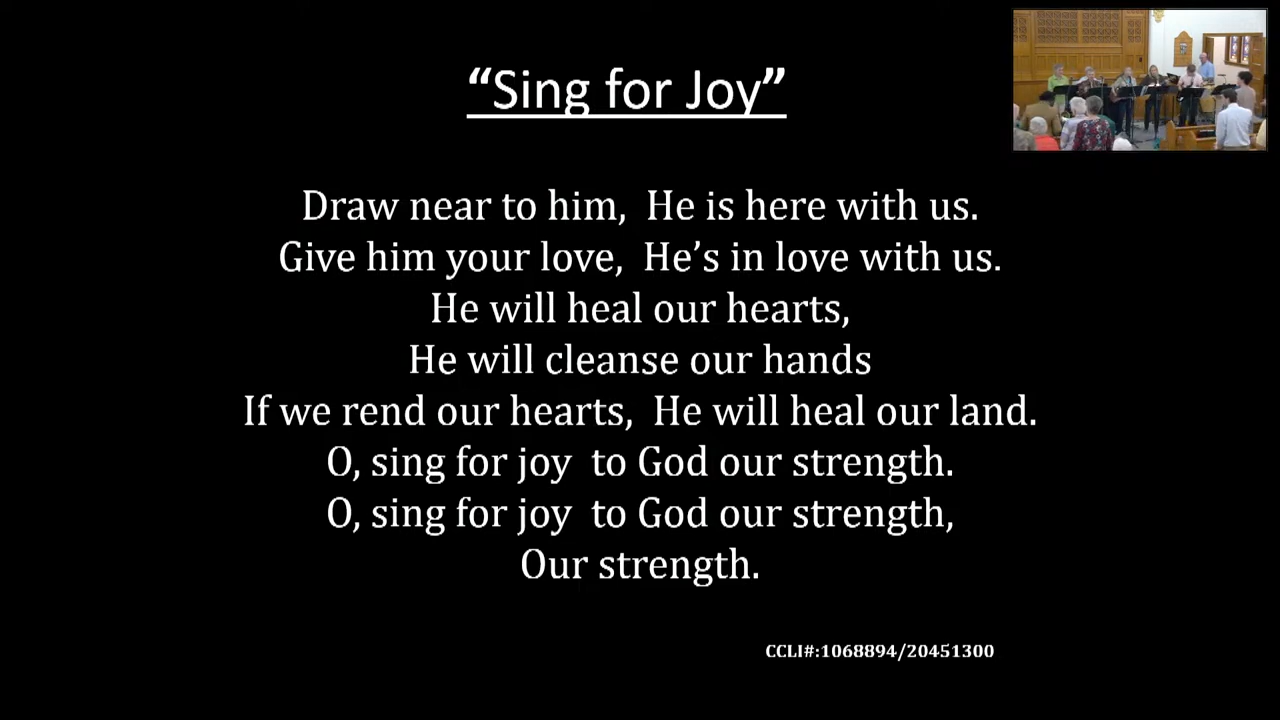 “Sing for Joy”
Draw near to him,  He is here with us.
Give him your love,  He’s in love with us.
He will heal our hearts,
He will cleanse our hands
If we rend our hearts,  He will heal our land.
O, sing for joy  to God our strength.
O, sing for joy  to God our strength,
Our strength.
CCLI#:1068894/20451300